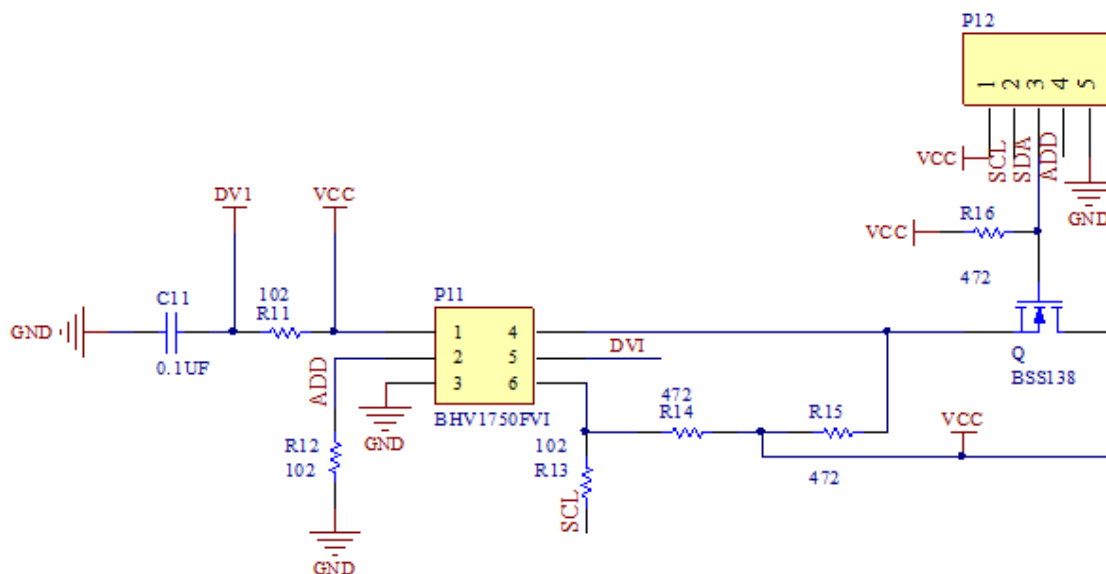 P12
1 2 3 4 5
VCC
SCL
SDA
ADD
GND
DV1
VCC
R16
VCC
472
C11
102
R11
P11
GND
0.1UF
1 4
2 5
3 6
DVI
Q
BSS138
ADD
GND
BHV1750FVI
472
R14
R15
VCC
R12
102
102
R13
472
SCL
GND